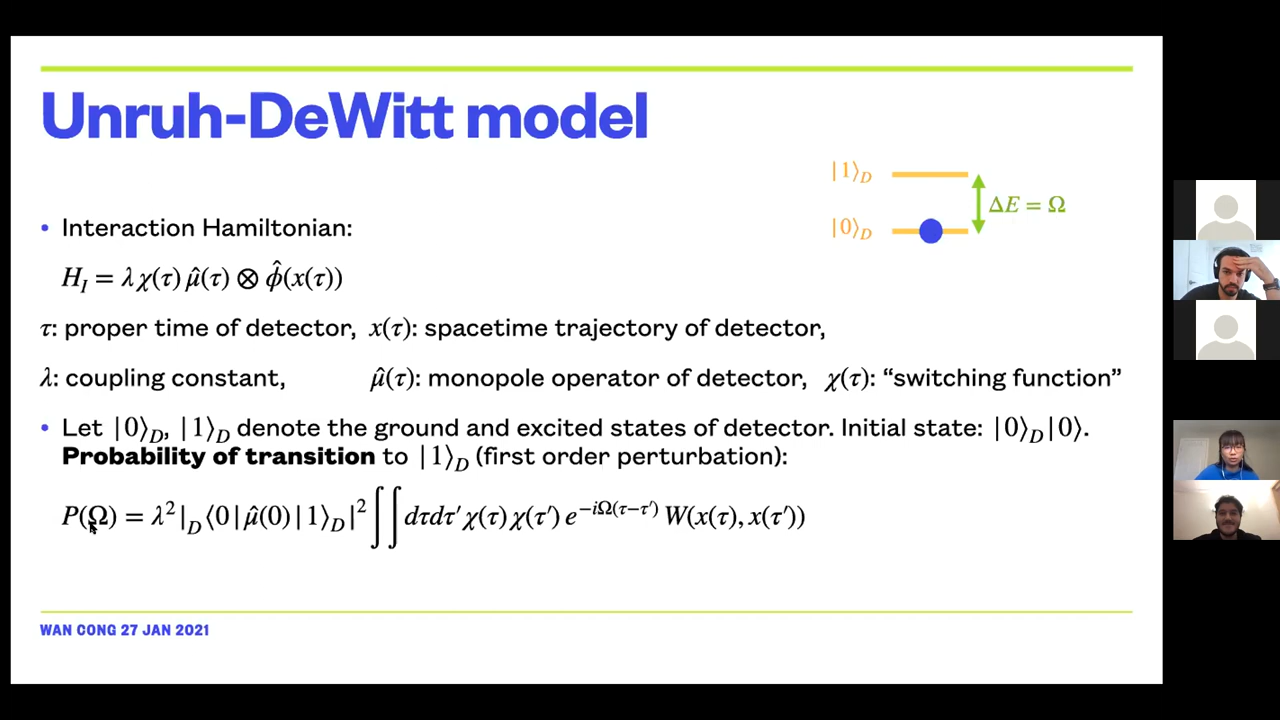 Unruh-DeWitt model
|1⟩_D
ΔE = Ω
|0⟩_D
• Interaction Hamiltonian:
H_I = λ χ(τ) μ̂(τ) ⊗ ϕ̂(x(τ))
τ: proper time of detector, x(τ): spacetime trajectory of detector,
λ: coupling constant, μ̂(τ): monopole operator of detector, χ(τ): “switching function”
• Let |0⟩_D, |1⟩_D denote the ground and excited states of detector. Initial state: |0⟩_D|0⟩.
Probability of transition to |1⟩_D (first order perturbation):
P(Ω) = λ²|_D⟨0|μ̂(0)|1⟩_D|² ∫∫ dτdτ′χ(τ)χ(τ′) e^{−iΩ(τ−τ′)} W(x(τ), x(τ′))
WAN CONG 27 JAN 2021